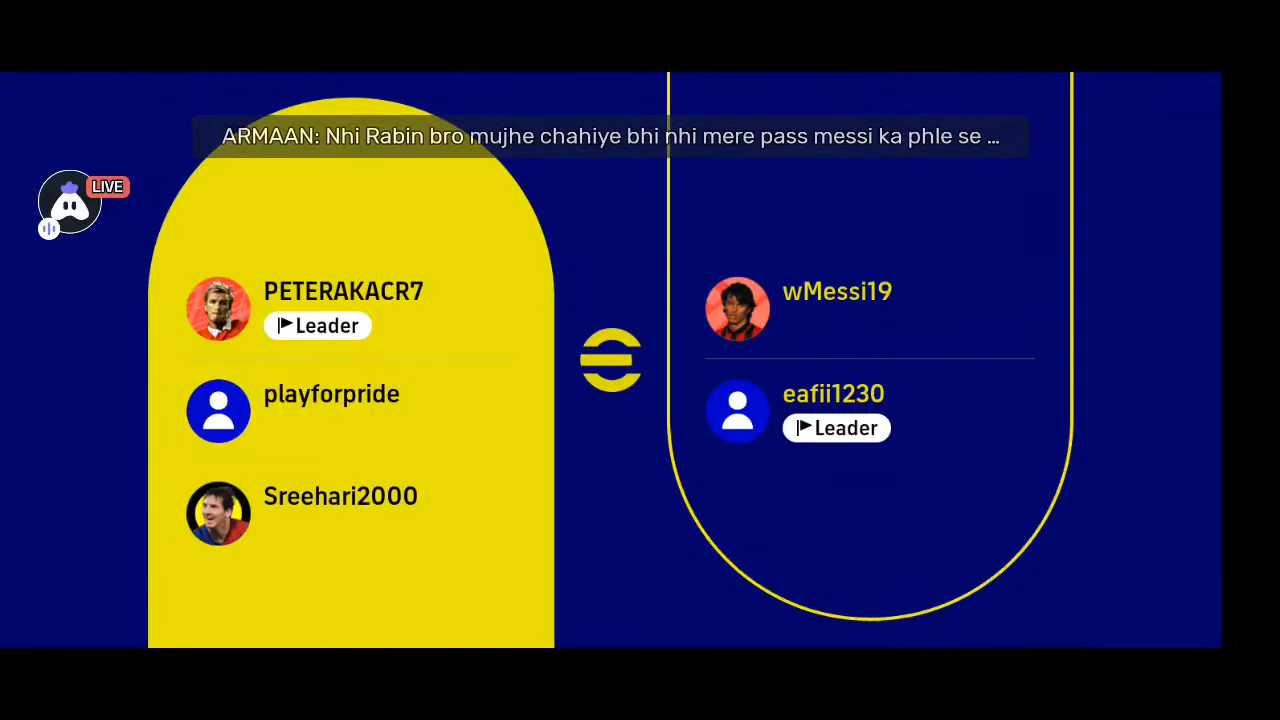 ARMAAN: Nhi Rabin bro mujhe chahiye bhi nhi mere pass messi ka phle se ...
LIVE
PETERAKACR7
Leader
playforpride
Sreehari2000
wMessi19
eafii1230
Leader